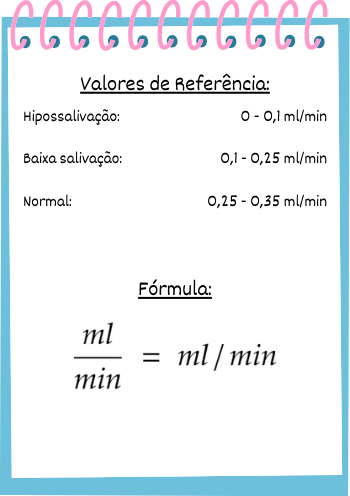 Valores de Referência:
Hipossalivação: 0 - 0,1 ml/min
Baixa salivação: 0,1 - 0,25 ml/min
Normal: 0,25 - 0,35 ml/min
Fórmula:
ml
min = ml / min